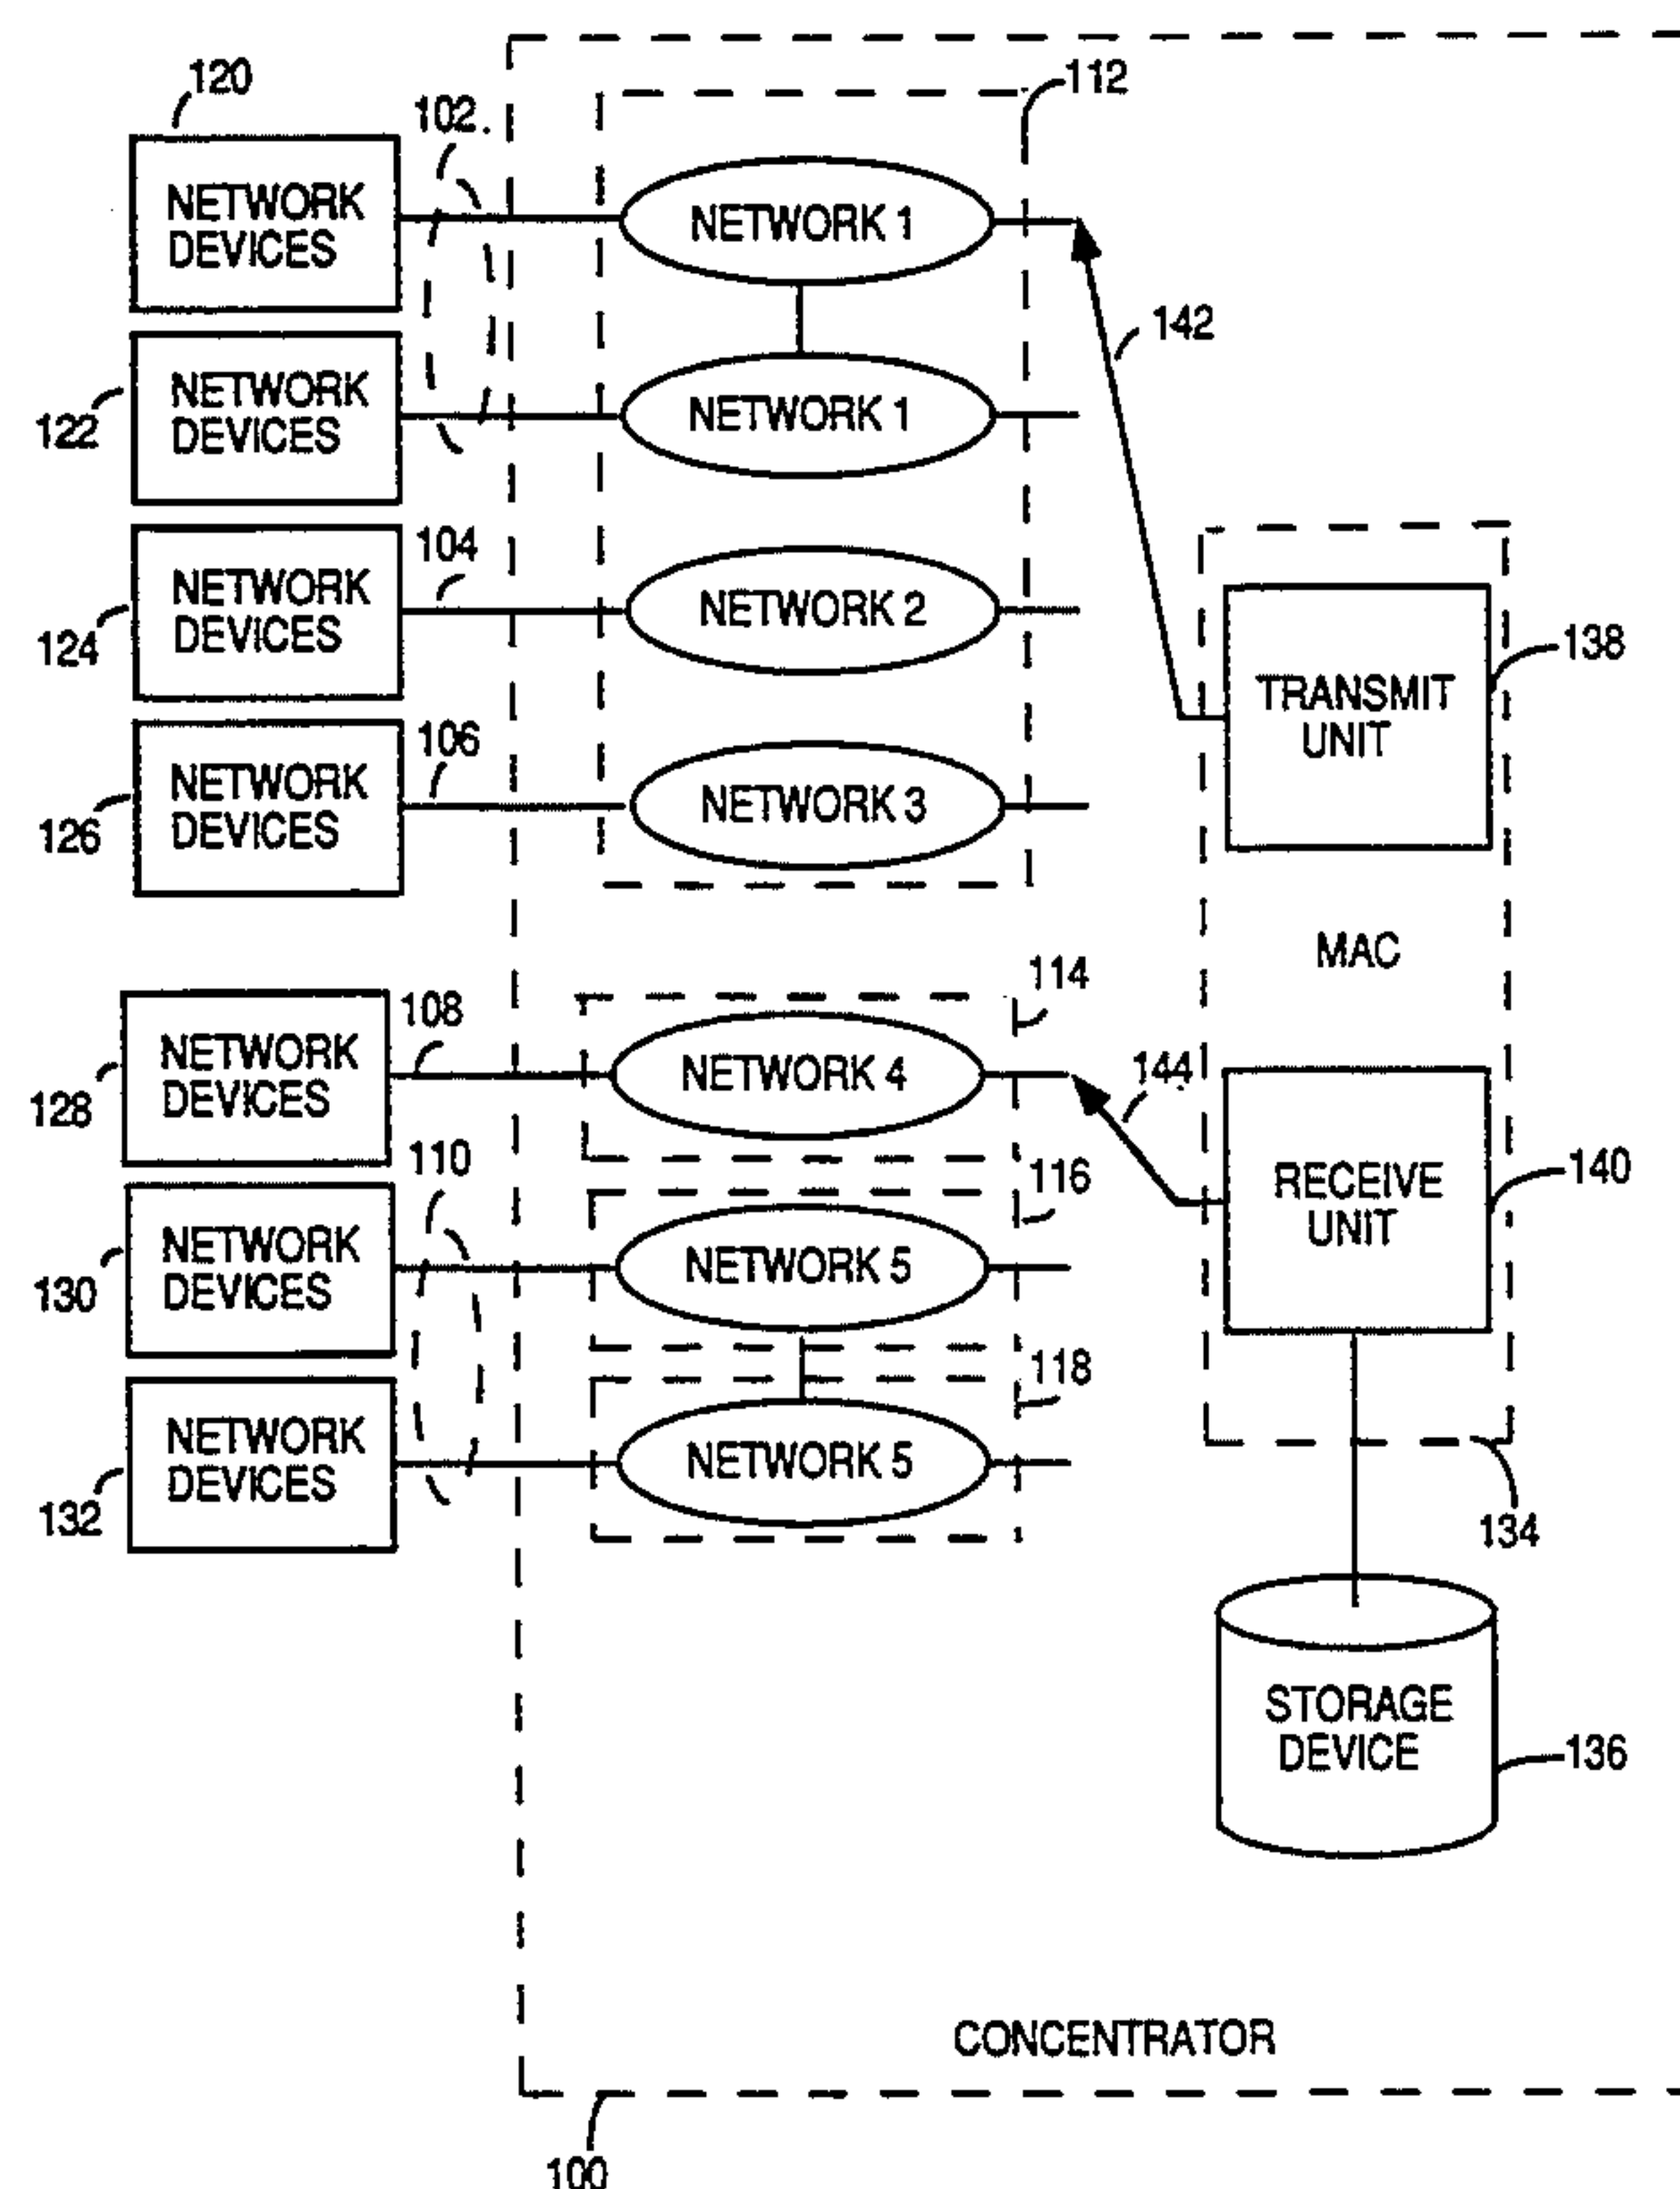 120
102
112
NETWORK
DEVICES
NETWORK 1
142
122
NETWORK
DEVICES
NETWORK 1
104
124
NETWORK
DEVICES
NETWORK 2
138
TRANSMIT
UNIT
106
126
NETWORK
DEVICES
NETWORK 3
MAC
114
108
128
NETWORK
DEVICES
NETWORK 4
144
110
116
140
RECEIVE
UNIT
130
NETWORK
DEVICES
NETWORK 5
118
132
NETWORK
DEVICES
NETWORK 5
134
STORAGE
DEVICE
136
CONCENTRATOR
100